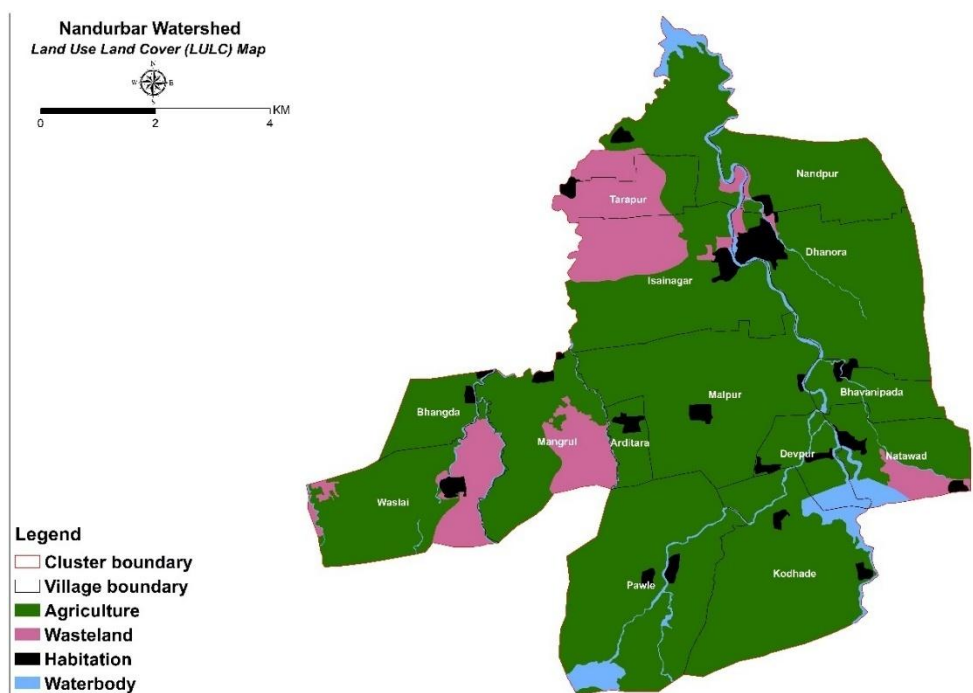 Nandurbar Watershed
Land Use Land Cover (LULC) Map
N
W E
S
KM
0 2 4
Nandpur
Tarapur
Dhanora
Isainagar
Malpur
Bhavanipada
Bhangda
Mangrul
Arditara
Devpur
Natawad
Waslai
Pawle
Kodhade
Legend
Cluster boundary
Village boundary
Agriculture
Wasteland
Habitation
Waterbody